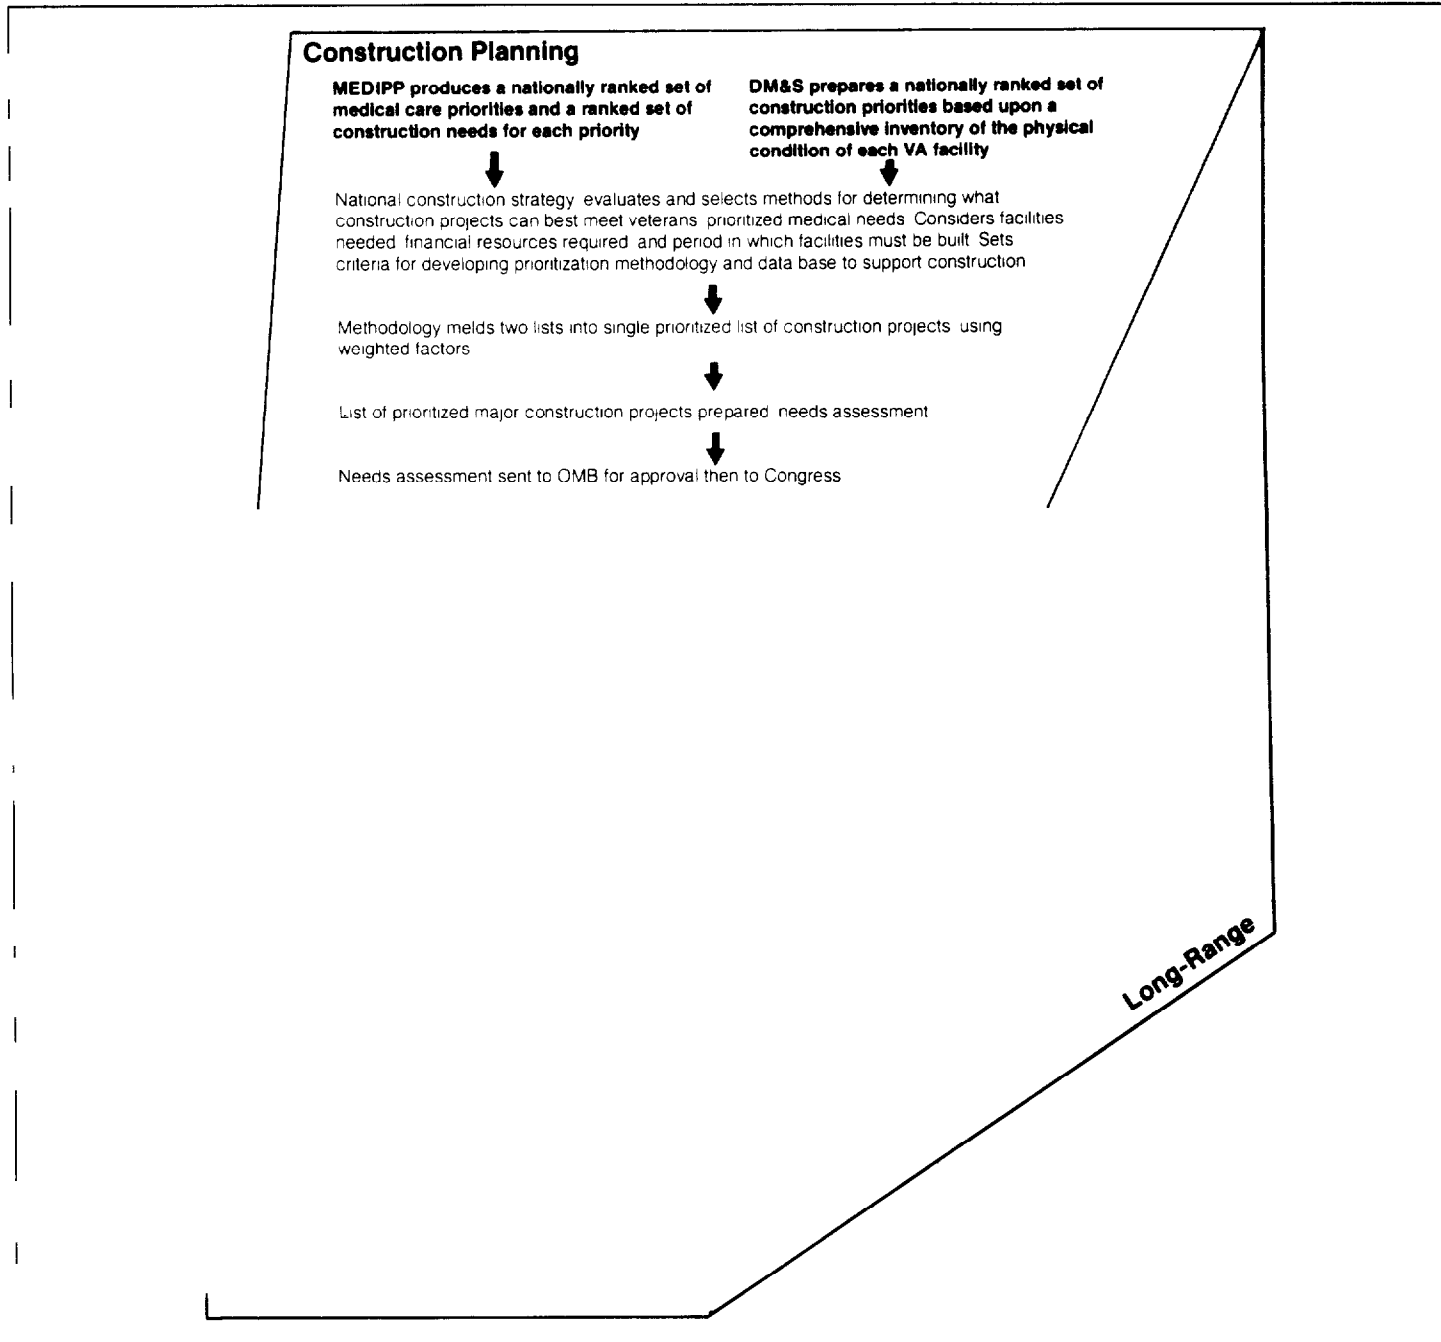 Construction Planning
MEDIPP produces a nationally ranked set of
medical care priorities and a ranked set of
construction needs for each priority
DM&S prepares a nationally ranked set of
construction priorities based upon a
comprehensive inventory of the physical
condition of each VA facility
National construction strategy evaluates and selects methods for determining what
construction projects can best meet veterans prioritized medical needs Considers facilities
needed financial resources required and period in which facilities must be built Sets
criteria for developing prioritization methodology and data base to support construction
Methodology melds two lists into single prioritized list of construction projects using
weighted factors
List of prioritized major construction projects prepared needs assessment
Needs assessment sent to OMB for approval then to Congress
Long-Range